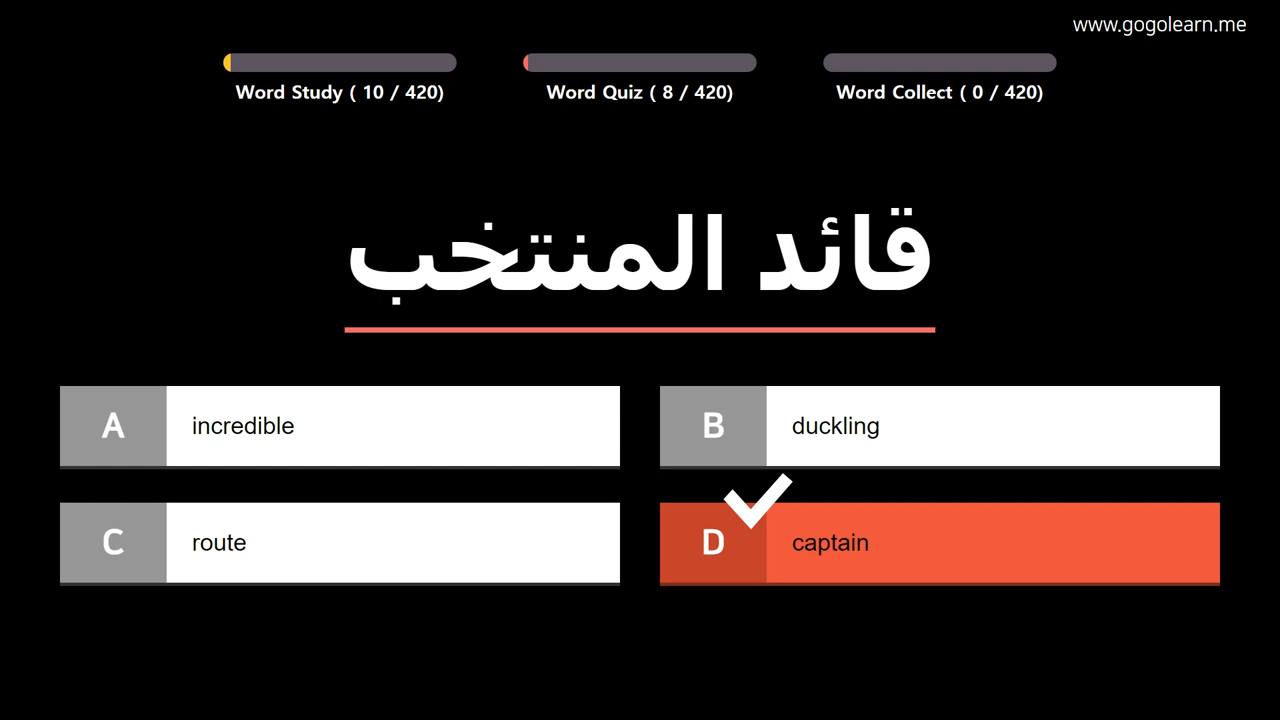 www.gogolearn.me
Word Study ( 10 / 420)
Word Quiz ( 8 / 420)
Word Collect ( 0 / 420)
قائد المنتخب
A incredible
B duckling
C route
D captain